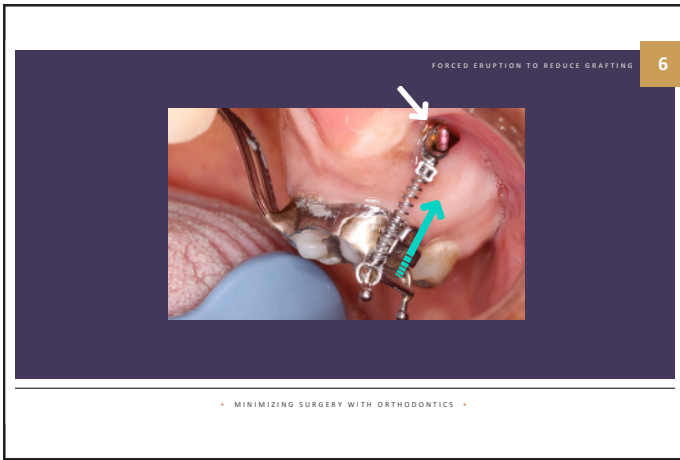 FORCED ERUPTION TO REDUCE GRAFTING 6
• MINIMIZING SURGERY WITH ORTHODONTICS •